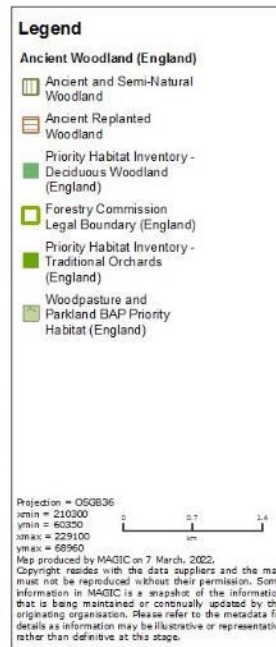 Legend
Ancient Woodland (England)
Ancient and Semi-Natural
Woodland
Ancient Replanted
Woodland
Priority Habitat Inventory -
Deciduous Woodland
(England)
Forestry Commission
Legal Boundary (England)
Priority Habitat Inventory -
Traditional Orchards
(England)
Woodpasture and
Parkland BAP Priority
Habitat (England)
Projection = OSGB36
xmin = 210300
ymin = 60350
xmax = 229100
ymax = 68960
0 0.7 1.4
km
Map produced by MAGIC on 7 March, 2022.
Copyright resides with the data suppliers and the ma
must not be reproduced without their permission. Som
information in MAGIC is a snapshot of the informatio
that is being maintained or continually updated by th
originating organisation. Please refer to the metadata f
details as information may be illustrative or representativ
rather than definitive at this stage.